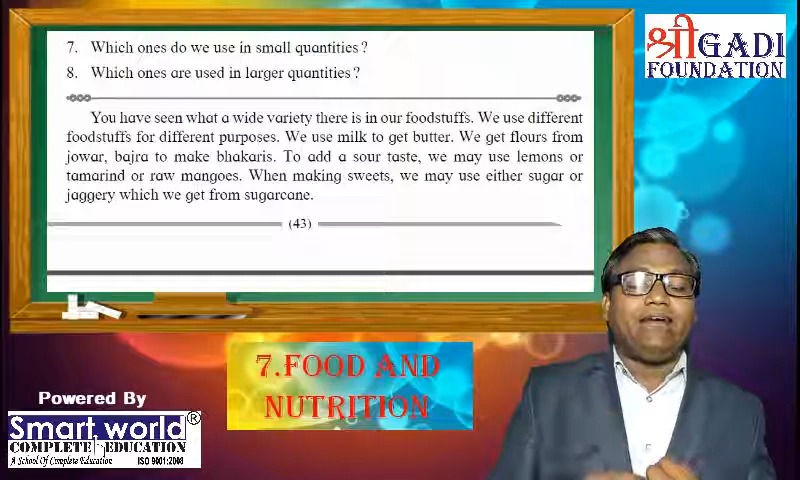 7. Which ones do we use in small quantities?
8. Which ones are used in larger quantities?
You have seen what a wide variety there is in our foodstuffs. We use different
foodstuffs for different purposes. We use milk to get butter. We get flours from
jowar, bajra to make bhakaris. To add a sour taste, we may use lemons or
tamarind or raw mangoes. When making sweets, we may use either sugar or
jaggery which we get from sugarcane.
(43)
श्रीGADI
FOUNDATION
7.FOOD AND
NUTRITION
Powered By
Smart world®
COMPLETE EDUCATION
A School Of Complete Education ISO 9001:2008